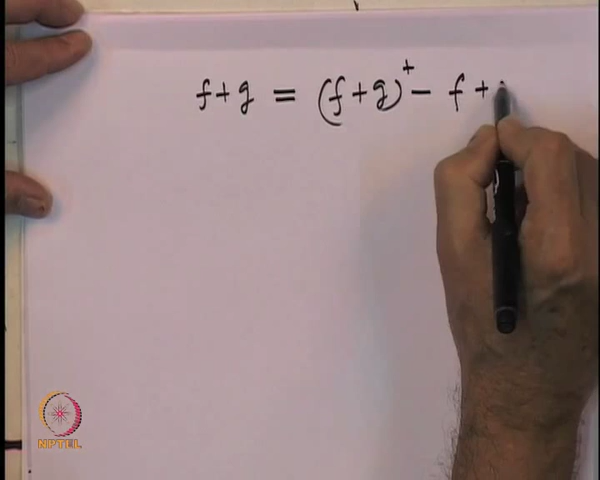 f+g = (f+g)⁺ - f+
NPTEL